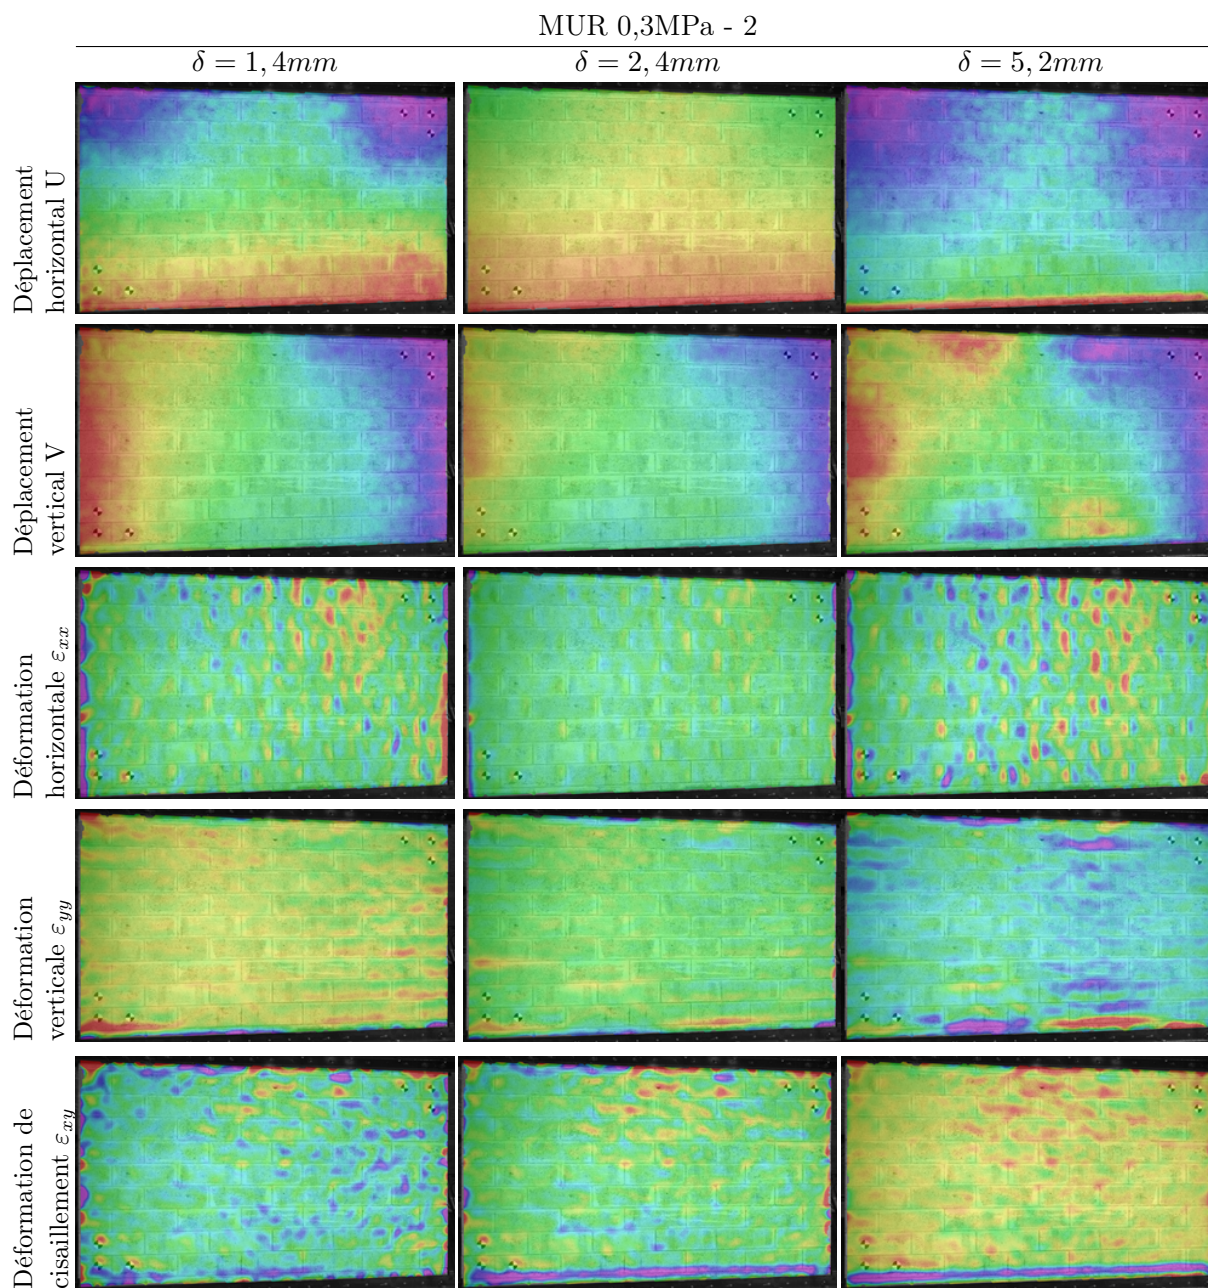 MUR 0,3MPa - 2
δ = 1, 4mm
δ = 2, 4mm
δ = 5, 2mm
Déplacement
horizontal U
Déplacement
vertical V
Déformation
horizontale εxx
Déformation
verticale εyy
Déformation de
cisaillement εxy